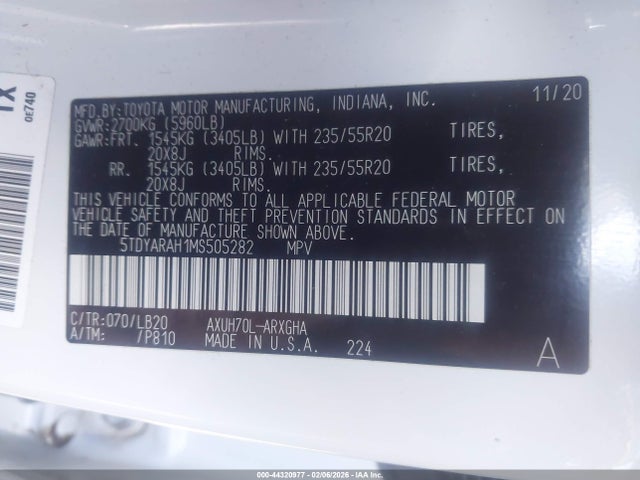 MFD.BY:TOYOTA MOTOR MANUFACTURING, INDIANA, INC. 11/20
GVWR:2700KG (5960LB)
GAWR:FRT. 1545KG (3405LB) WITH 235/55R20 TIRES,
20X8J RIMS.
RR. 1545KG (3405LB) WITH 235/55R20 TIRES,
20X8J RIMS.
THIS VEHICLE CONFORMS TO ALL APPLICABLE FEDERAL MOTOR
VEHICLE SAFETY AND THEFT PREVENTION STANDARDS IN EFFECT ON
THE DATE OF MANUFACTURE SHOWN ABOVE.
5TDYARAH1MS505282 MPV
C/TR:070/LB20 AXUH70L-ARXGHA
A/TM: /P810 MADE IN U.S.A. 224
A
1X
0E740
000-44320977 - 02/06/2026 - IAA Inc.